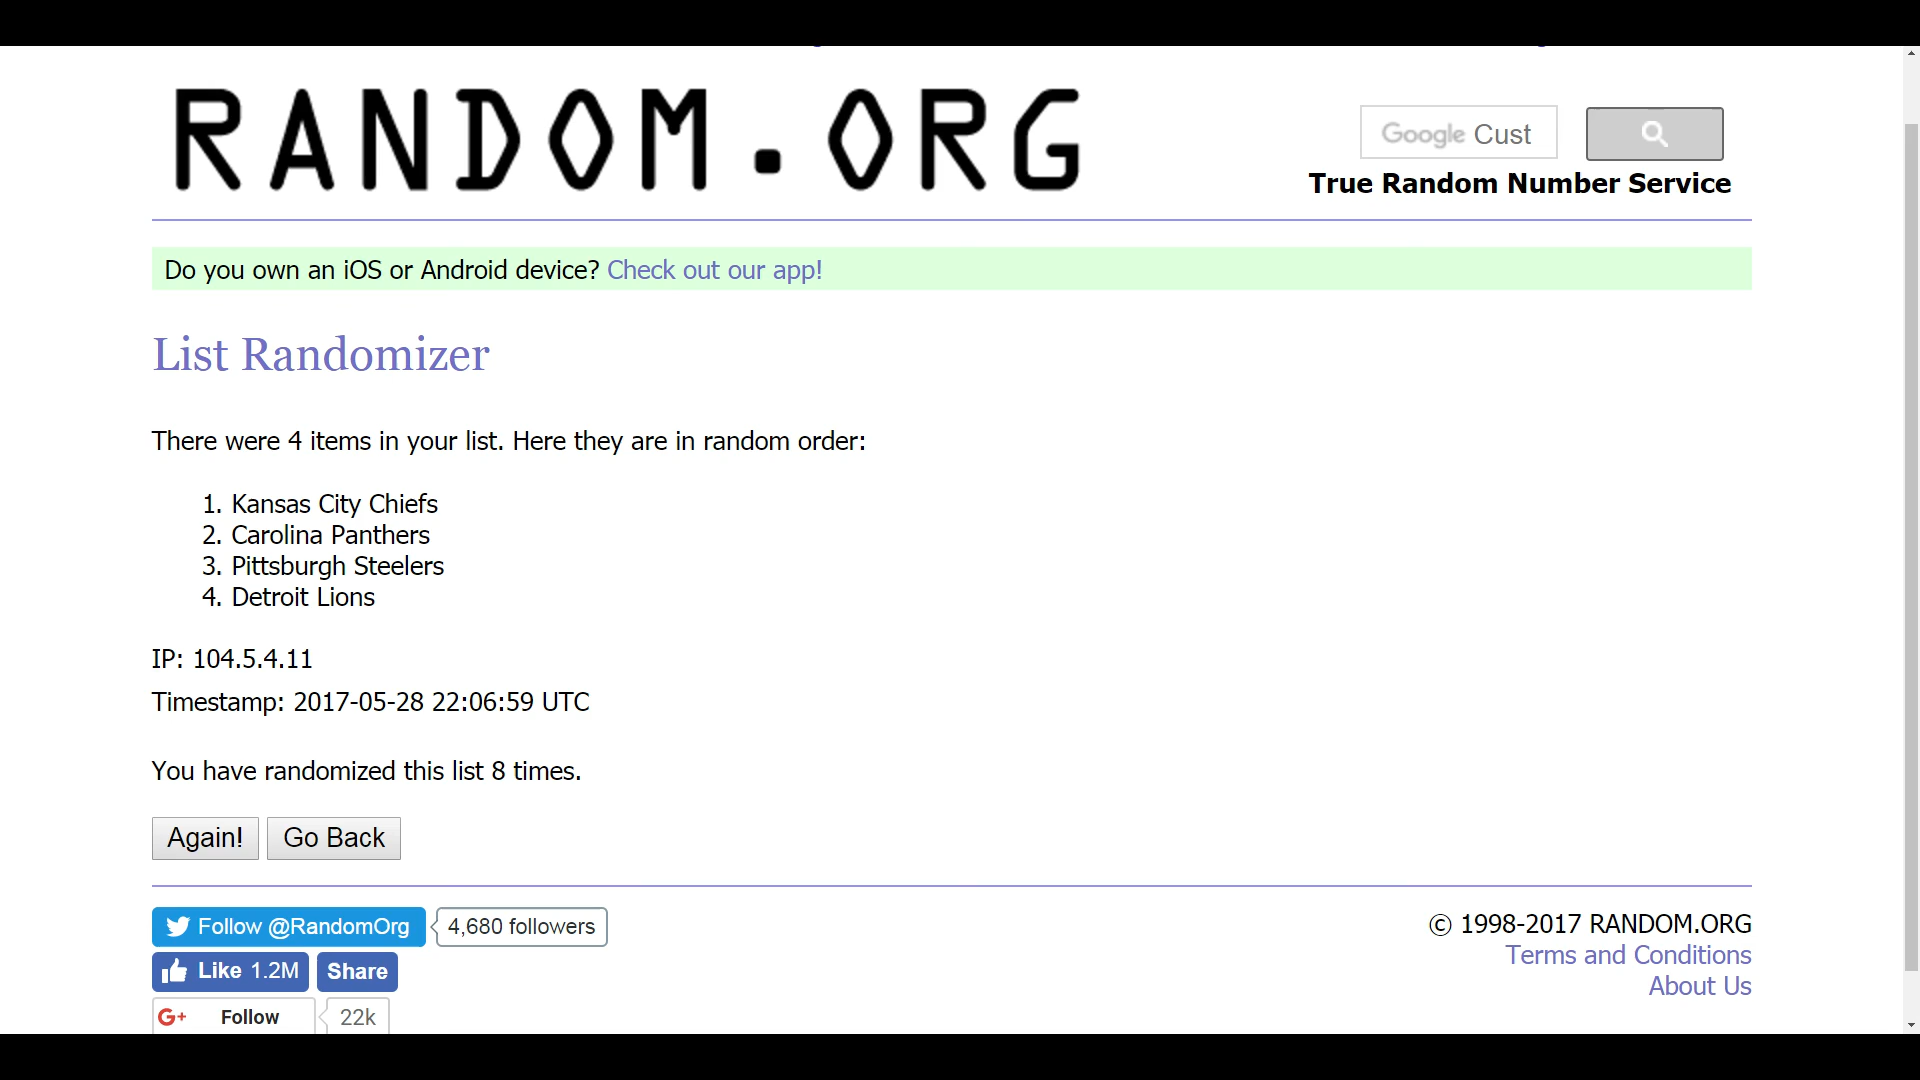 RANDOM.ORG
Google Cust
True Random Number Service
Do you own an iOS or Android device? Check out our app!
List Randomizer
There were 4 items in your list. Here they are in random order:
1. Kansas City Chiefs
2. Carolina Panthers
3. Pittsburgh Steelers
4. Detroit Lions
IP: 104.5.4.11
Timestamp: 2017-05-28 22:06:59 UTC
You have randomized this list 8 times.
Again! Go Back
Follow @RandomOrg 4,680 followers
© 1998-2017 RANDOM.ORG
Terms and Conditions
About Us
Like 1.2M Share
G+ Follow 22k